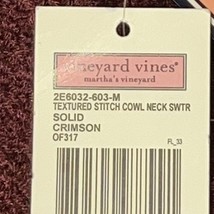 vineyard vines®
martha's vineyard
2E6032-603-M
TEXTURED STITCH COWL NECK SWTR
SOLID
CRIMSON
OF317
FL_33